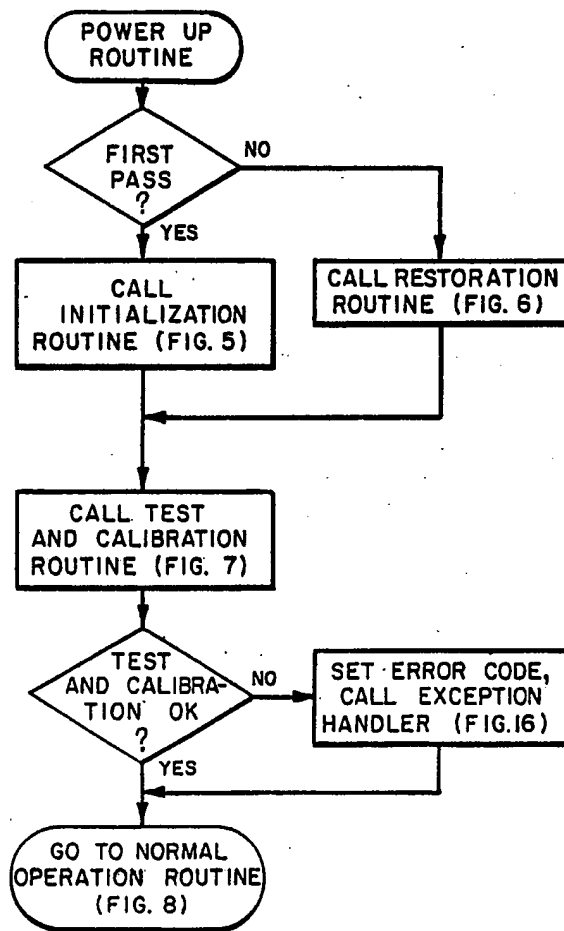 POWER UP
ROUTINE
FIRST
PASS
?
NO
YES
CALL
INITIALIZATION
ROUTINE (FIG. 5)
CALL RESTORATION
ROUTINE (FIG. 6)
CALL TEST
AND CALIBRATION
ROUTINE (FIG. 7)
TEST
AND CALIBRA-
TION OK
?
NO
YES
SET ERROR CODE,
CALL EXCEPTION
HANDLER (FIG.16)
GO TO NORMAL
OPERATION ROUTINE
(FIG. 8)